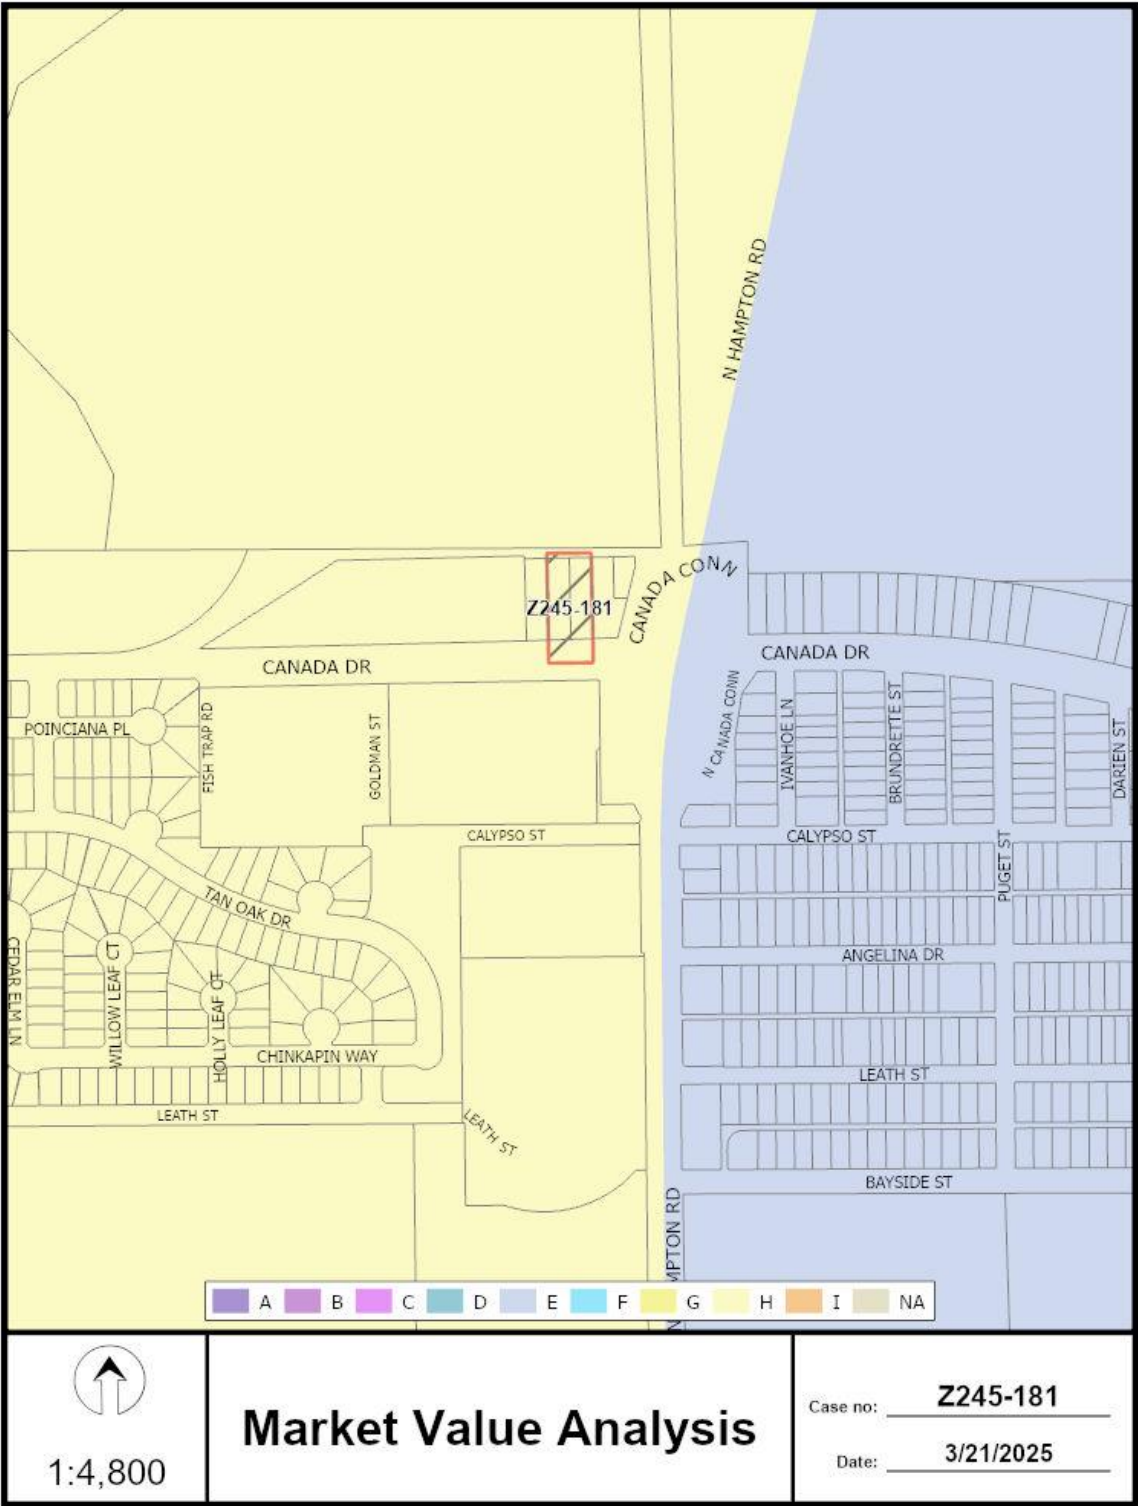 N HAMPTON RD
CANADA CONN
Z245-181
CANADA DR
CANADA DR
N CANADA CONN
POINCIANA PL
FISH TRAP RD
GOLDMAN ST
IVANHOE LN
BRUNDRETTE ST
DARIEN ST
CALYPSO ST
CALYPSO ST
PUGET ST
TAN OAK DR
CEDAR ELM LN
WILLOW LEAF CT
HOLLY LEAF CT
ANGELINA DR
CHINKAPIN WAY
LEATH ST
LEATH ST
LEATH ST
BAYSIDE ST
MPTON RD
A B C D E F G H I NA
1:4,800
Market Value Analysis
Case no: Z245-181
Date: 3/21/2025